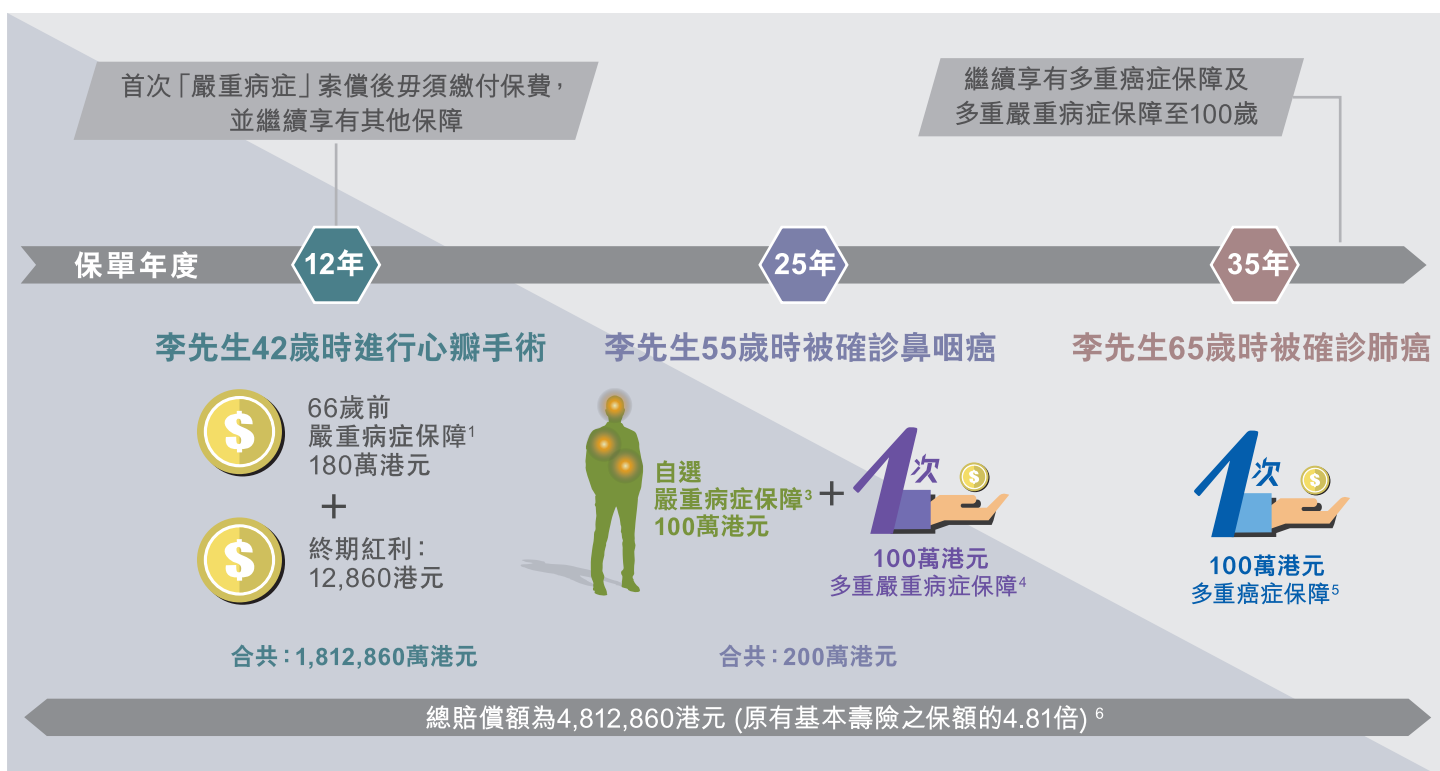 首次「嚴重病症」索償後毋須繳付保費，
並繼續享有其他保障
繼續享有多重癌症保障及
多重嚴重病症保障至100歲
保單年度
12年
25年
35年
李先生42歲時進行心瓣手術
$
66歲前
嚴重病症保障1
180萬港元
+
$
終期紅利：
12,860港元
合共：1,812,860萬港元
李先生55歲時被確診鼻咽癌
自選
嚴重病症保障3
100萬港元
+
1次
$
100萬港元
多重嚴重病症保障4
合共：200萬港元
李先生65歲時被確診肺癌
1次
$
100萬港元
多重癌症保障5
總賠償額為4,812,860港元 (原有基本壽險之保額的4.81倍) 6